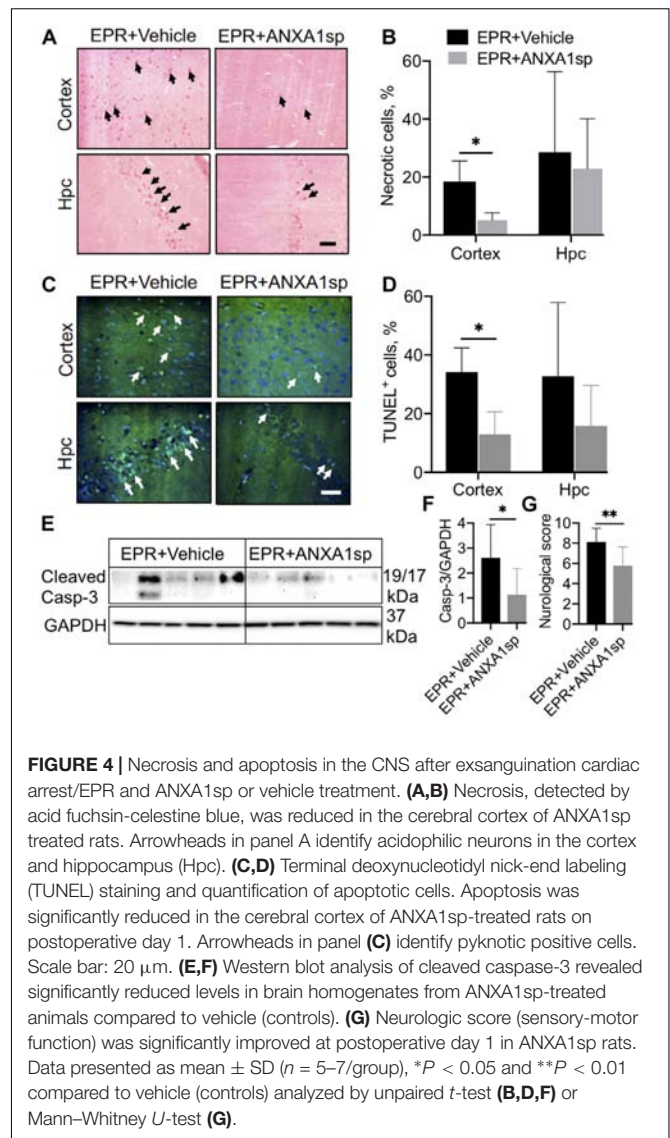 A
EPR+Vehicle EPR+ANXA1sp
Cortex
Hpc
B
EPR+Vehicle
EPR+ANXA1sp
Necrotic cells, %
60
40
20
0
*
Cortex Hpc
C
EPR+Vehicle EPR+ANXA1sp
Cortex
Hpc
D
TUNEL+ cells, %
60
40
20
0
*
Cortex Hpc
E
EPR+Vehicle EPR+ANXA1sp
Cleaved
Casp-3
19/17
kDa
GAPDH
37
kDa
F
Casp-3/GAPDH
5
4
3
2
1
0
*
EPR+Vehicle
EPR+ANXA1sp
G
Nurological score
10
8
6
4
2
0
**
EPR+Vehicle
EPR+ANXA1sp
FIGURE 4 | Necrosis and apoptosis in the CNS after exsanguination cardiac
arrest/EPR and ANXA1sp or vehicle treatment. (A,B) Necrosis, detected by
acid fuchsin-celestine blue, was reduced in the cerebral cortex of ANXA1sp
treated rats. Arrowheads in panel A identify acidophilic neurons in the cortex
and hippocampus (Hpc). (C,D) Terminal deoxynucleotidyl nick-end labeling
(TUNEL) staining and quantification of apoptotic cells. Apoptosis was
significantly reduced in the cerebral cortex of ANXA1sp-treated rats on
postoperative day 1. Arrowheads in panel (C) identify pyknotic positive cells.
Scale bar: 20 μm. (E,F) Western blot analysis of cleaved caspase-3 revealed
significantly reduced levels in brain homogenates from ANXA1sp-treated
animals compared to vehicle (controls). (G) Neurologic score (sensory-motor
function) was significantly improved at postoperative day 1 in ANXA1sp rats.
Data presented as mean ± SD (n = 5–7/group), *P < 0.05 and **P < 0.01
compared to vehicle (controls) analyzed by unpaired t-test (B,D,F) or
Mann–Whitney U-test (G).